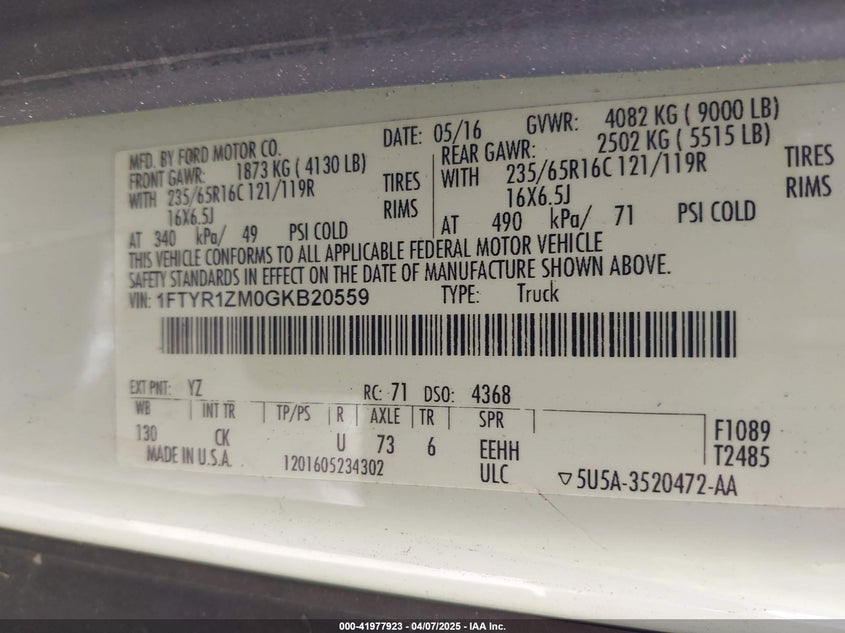 MFD. BY FORD MOTOR CO. DATE: 05/16 GVWR: 4082 KG ( 9000 LB)
FRONT GAWR: 1873 KG ( 4130 LB) REAR GAWR: 2502 KG ( 5515 LB)
WITH 235/65R16C 121/119R TIRES WITH 235/65R16C 121/119R TIRES
16X6.5J RIMS 16X6.5J RIMS
AT 340 kPa/ 49 PSI COLD AT 490 kPa/ 71 PSI COLD
THIS VEHICLE CONFORMS TO ALL APPLICABLE FEDERAL MOTOR VEHICLE
SAFETY STANDARDS IN EFFECT ON THE DATE OF MANUFACTURE SHOWN ABOVE.
VIN: 1FTYR1ZM0GKB20559 TYPE: Truck
EXT PNT: YZ RC: 71 DSO: 4368
WB INT TR TP/PS R AXLE TR SPR
130 CK U 73 6 EEHH F1089
MADE IN U.S.A. 1201605234302 ULC T2485
▽5U5A-3520472-AA
000-41977923 - 04/07/2025 - IAA Inc.